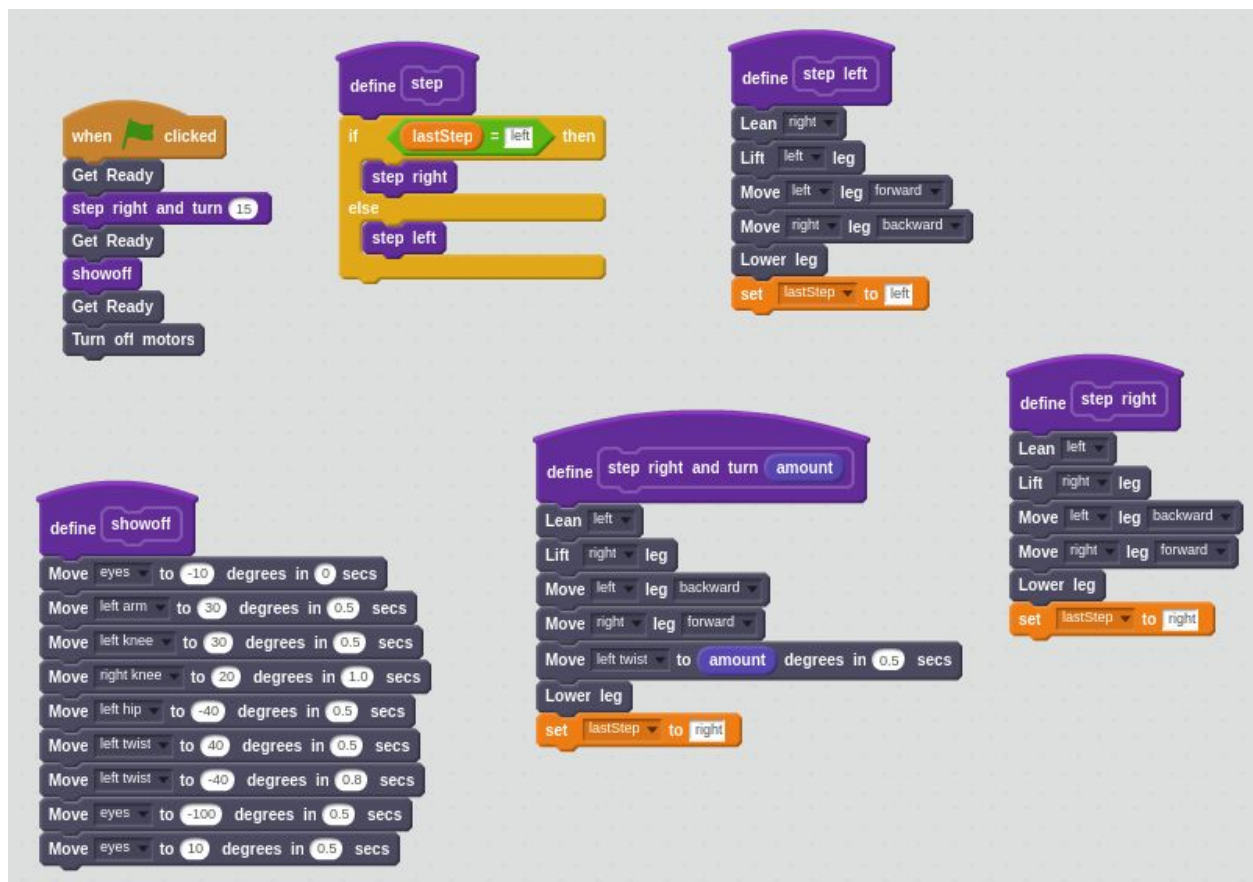 when clicked
Get Ready
step right and turn 15
Get Ready
showoff
Get Ready
Turn off motors
define step
if lastStep = left then
step right
else
step left
define step left
Lean right
Lift left leg
Move left leg forward
Move right leg backward
Lower leg
set lastStep to left
define showoff
Move eyes to -10 degrees in 0 secs
Move left arm to 30 degrees in 0.5 secs
Move left knee to 30 degrees in 0.5 secs
Move right knee to 20 degrees in 1.0 secs
Move left hip to -40 degrees in 0.5 secs
Move left twist to 40 degrees in 0.5 secs
Move left twist to -40 degrees in 0.8 secs
Move eyes to -100 degrees in 0.5 secs
Move eyes to 10 degrees in 0.5 secs
define step right and turn amount
Lean left
Lift right leg
Move left leg backward
Move right leg forward
Move left twist to amount degrees in 0.5 secs
Lower leg
set lastStep to right
define step right
Lean left
Lift right leg
Move left leg backward
Move right leg forward
Lower leg
set lastStep to right